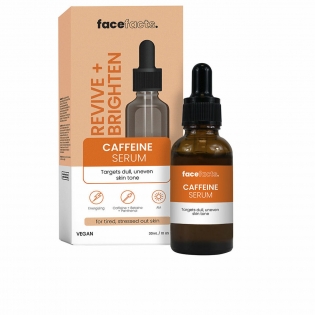 facefacts.
REVIVE +
BRIGHTEN
CAFFEINE
SERUM
Targets dull, uneven
skin tone
Energising
AM
for tired, stressed out skin
VEGAN
facefacts.
CAFFEINE
SERUM
Targets dull, uneven
skin tone